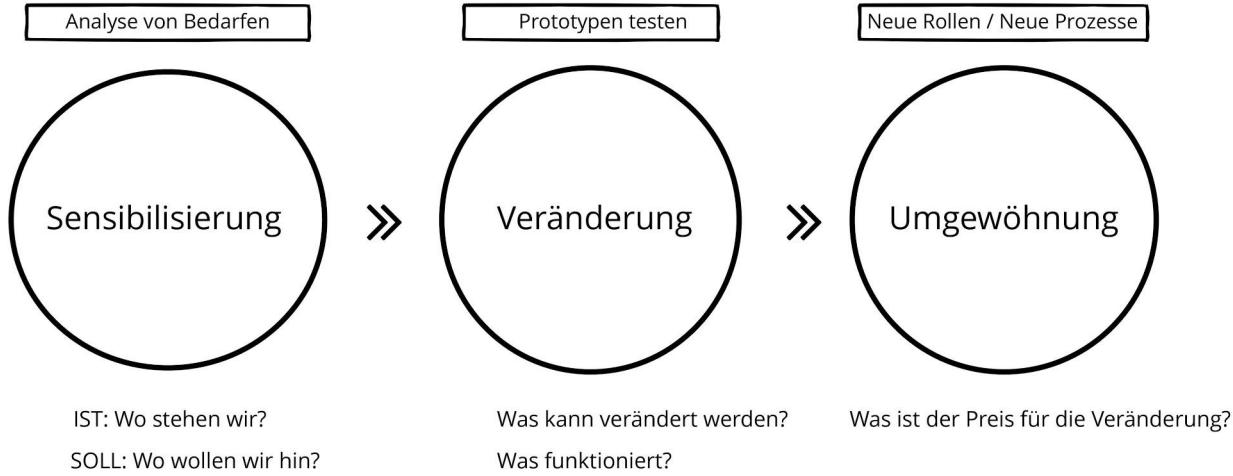 Analyse von Bedarfen
Prototypen testen
Neue Rollen / Neue Prozesse
Sensibilisierung
Veränderung
Umgewöhnung
IST: Wo stehen wir?
SOLL: Wo wollen wir hin?
Was kann verändert werden?
Was funktioniert?
Was ist der Preis für die Veränderung?